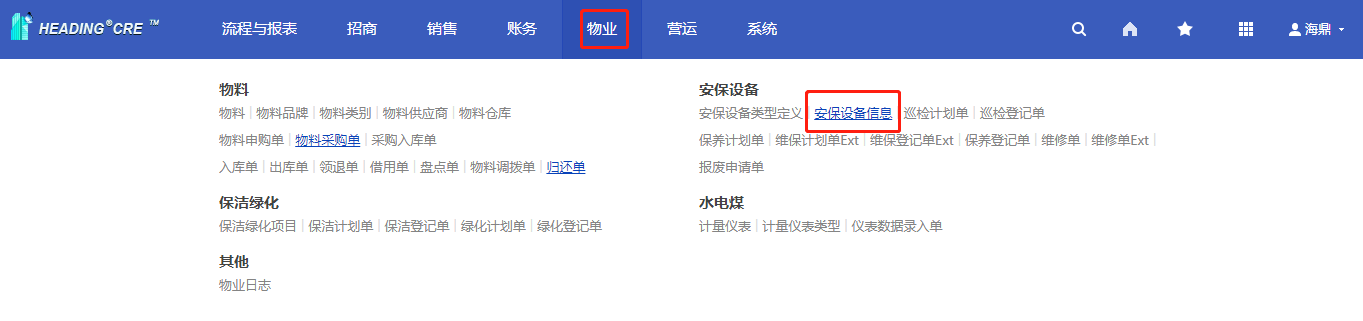 HEADING®CRE ™ 流程与报表 招商 销售 账务 物业 营运 系统 海鼎
物料
物料 | 物料品牌 | 物料类别 | 物料供应商 | 物料仓库
物料申购单 | 物料采购单 | 采购入库单
入库单 | 出库单 | 领退单 | 借用单 | 盘点单 | 物料调拨单 | 归还单
保洁绿化
保洁绿化项目 | 保洁计划单 | 保洁登记单 | 绿化计划单 | 绿化登记单
其他
物业日志
安保设备
安保设备类型定义 | 安保设备信息 | 巡检计划单 | 巡检登记单
保养计划单 | 维保计划单Ext | 维保登记单Ext | 保养登记单 | 维修单 | 维修单Ext |
报废申请单
水电煤
计量仪表 | 计量仪表类型 | 仪表数据录入单